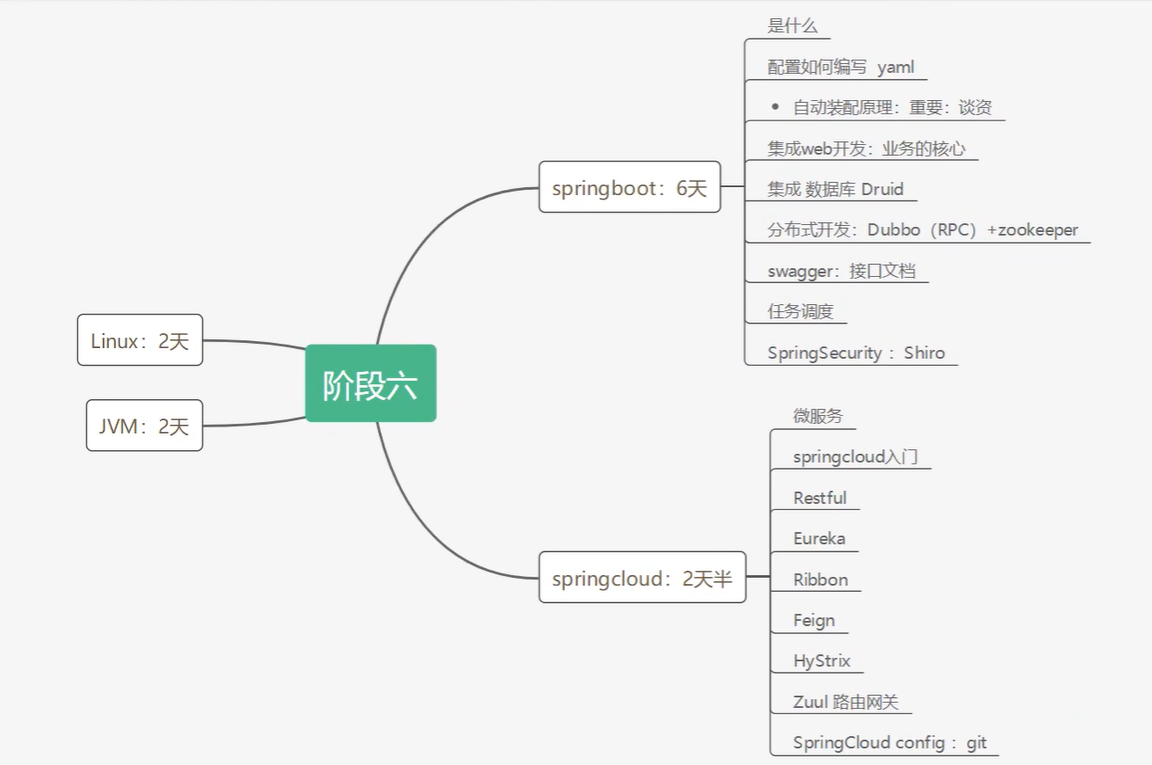 阶段六
springboot：6天
是什么
配置如何编写 yaml
• 自动装配原理：重要：谈资
集成web开发：业务的核心
集成 数据库 Druid
分布式开发：Dubbo（RPC）+zookeeper
swagger：接口文档
任务调度
SpringSecurity ：Shiro
springcloud：2天半
微服务
springcloud入门
Restful
Eureka
Ribbon
Feign
HyStrix
Zuul 路由网关
SpringCloud config ：git
Linux：2天
JVM：2天